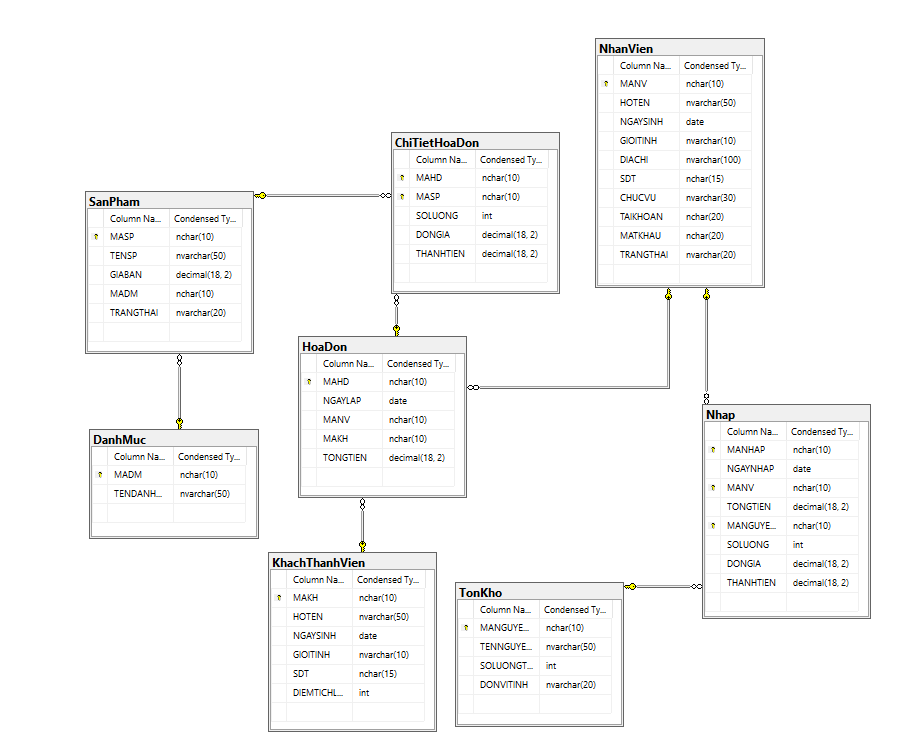 NhanVien
Column Na... Condensed Ty...
MANV nchar(10)
HOTEN nvarchar(50)
NGAYSINH date
GIOITINH nvarchar(10)
DIACHI nvarchar(100)
SDT nchar(15)
CHUCVU nvarchar(30)
TAIKHOAN nchar(20)
MATKHAU nchar(20)
TRANGTHAI nvarchar(20)
ChiTietHoaDon
Column Na... Condensed Ty...
MAHD nchar(10)
MASP nchar(10)
SOLUONG int
DONGIA decimal(18, 2)
THANHTIEN decimal(18, 2)
SanPham
Column Na... Condensed Ty...
MASP nchar(10)
TENSP nvarchar(50)
GIABAN decimal(18, 2)
MADM nchar(10)
TRANGTHAI nvarchar(20)
HoaDon
Column Na... Condensed Ty...
MAHD nchar(10)
NGAYLAP date
MANV nchar(10)
MAKH nchar(10)
TONGTIEN decimal(18, 2)
Nhap
Column Na... Condensed Ty...
MANHAP nchar(10)
NGAYNHAP date
MANV nchar(10)
TONGTIEN decimal(18, 2)
MANGUYE... nchar(10)
SOLUONG int
DONGIA decimal(18, 2)
THANHTIEN decimal(18, 2)
DanhMuc
Column Na... Condensed Ty...
MADM nchar(10)
TENDANH... nvarchar(50)
KhachThanhVien
Column Na... Condensed Ty...
MAKH nchar(10)
HOTEN nvarchar(50)
NGAYSINH date
GIOITINH nvarchar(10)
SDT nchar(15)
DIEMTICHL... int
TonKho
Column Na... Condensed Ty...
MANGUYE... nchar(10)
TENNGUYE... nvarchar(50)
SOLUONGT... int
DONVITINH nvarchar(20)